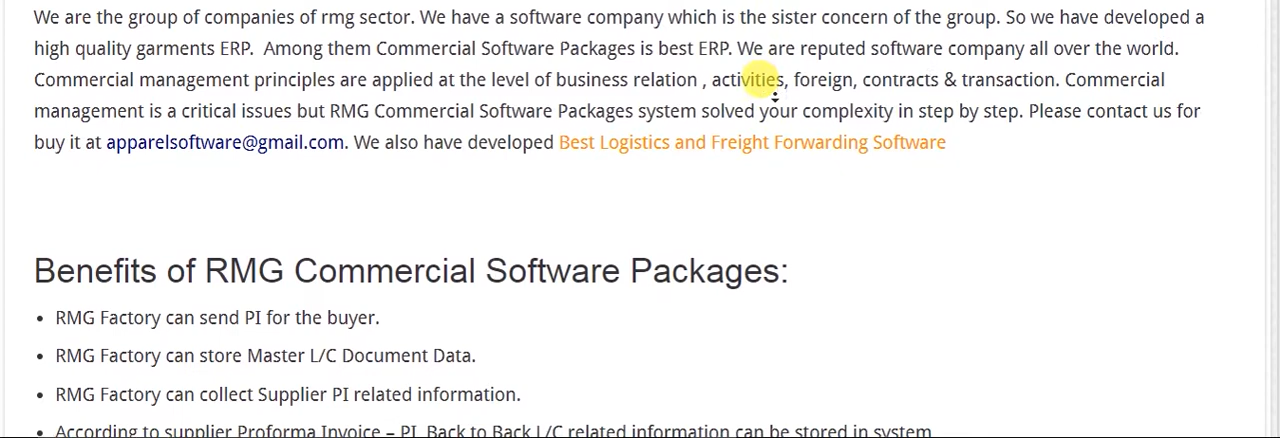 We are the group of companies of rmg sector. We have a software company which is the sister concern of the group. So we have developed a
high quality garments ERP.  Among them Commercial Software Packages is best ERP. We are reputed software company all over the world.
Commercial management principles are applied at the level of business relation , activities, foreign, contracts & transaction. Commercial
management is a critical issues but RMG Commercial Software Packages system solved your complexity in step by step. Please contact us for
buy it at apparelsoftware@gmail.com. We also have developed Best Logistics and Freight Forwarding Software
Benefits of RMG Commercial Software Packages:
• RMG Factory can send PI for the buyer.
• RMG Factory can store Master L/C Document Data.
• RMG Factory can collect Supplier PI related information.
• According to supplier Proforma Invoice – PI, Back to Back L/C related information can be stored in system